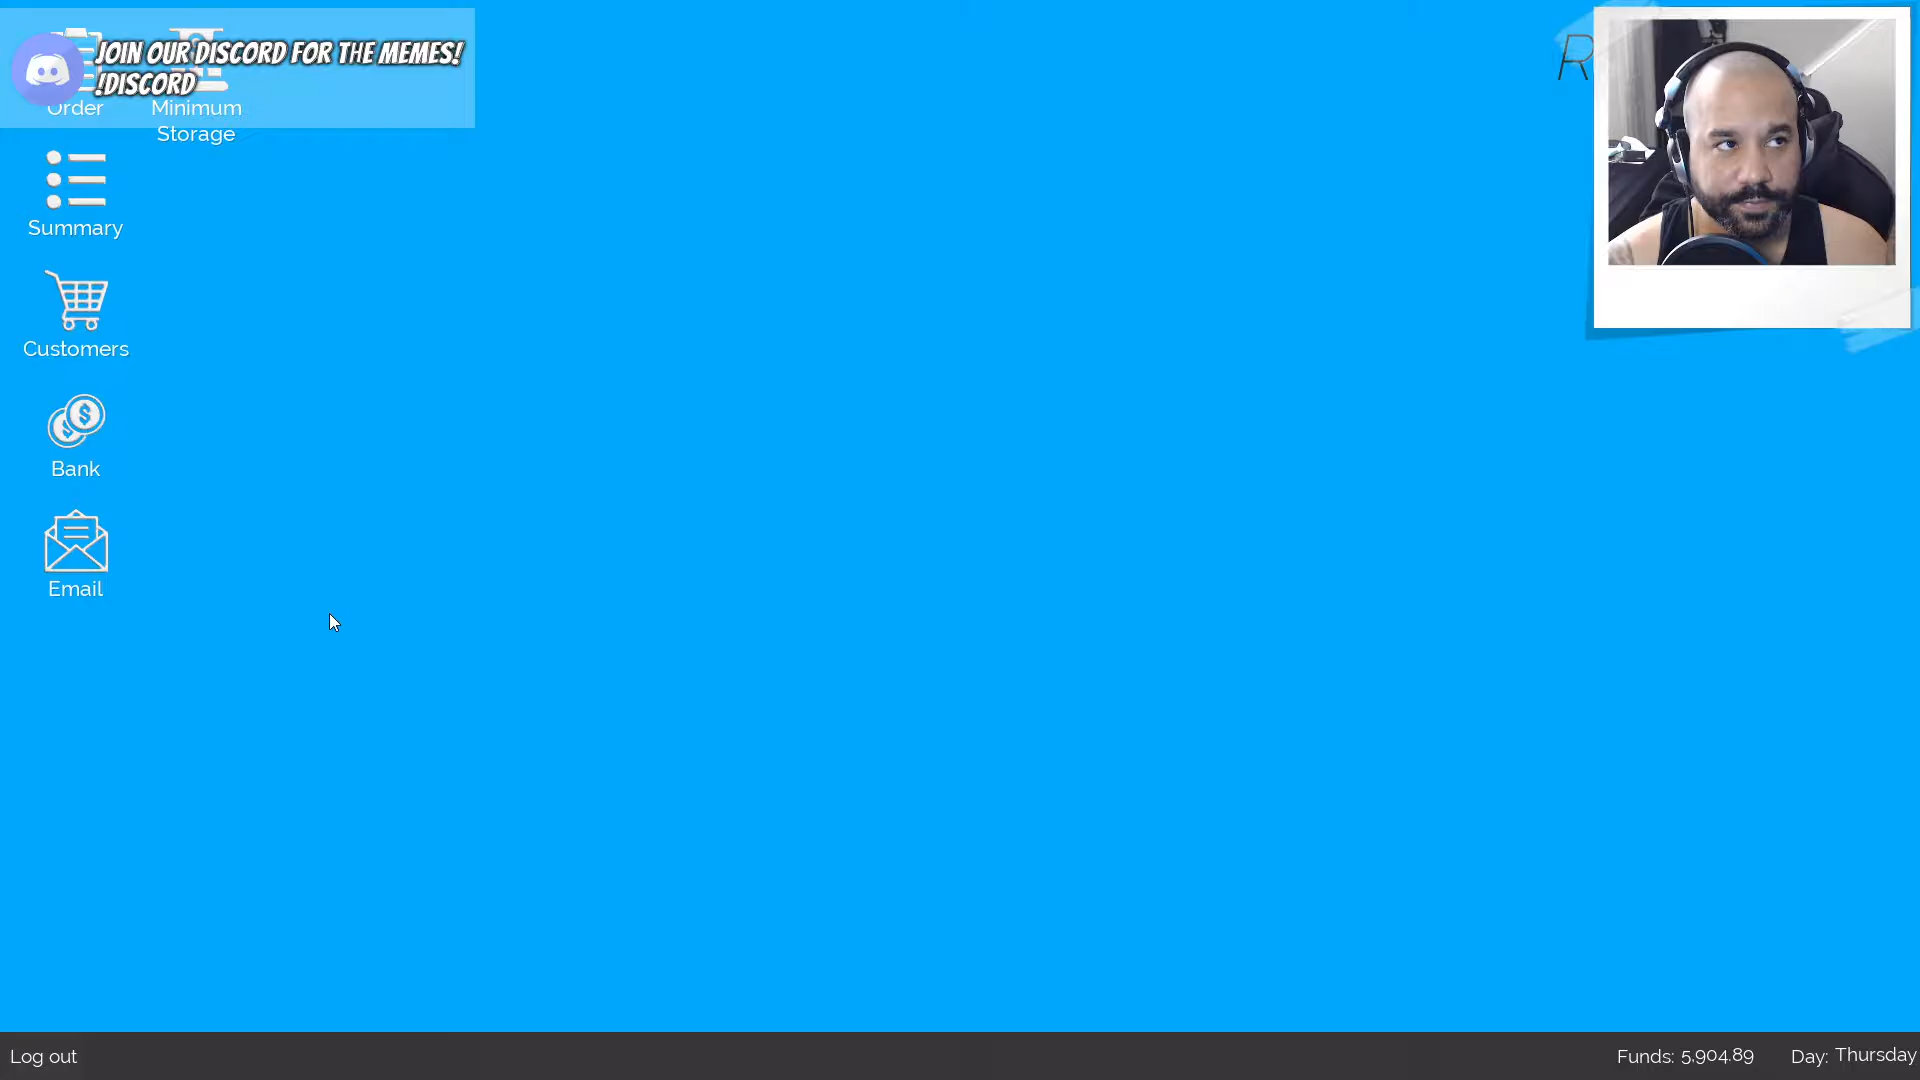 JOIN OUR DISCORD FOR THE MEMES!
!DISCORD
Order
Minimum
Storage
Summary
Customers
Bank
Email
R
Log out
Funds: 5,904.89
Day: Thursday